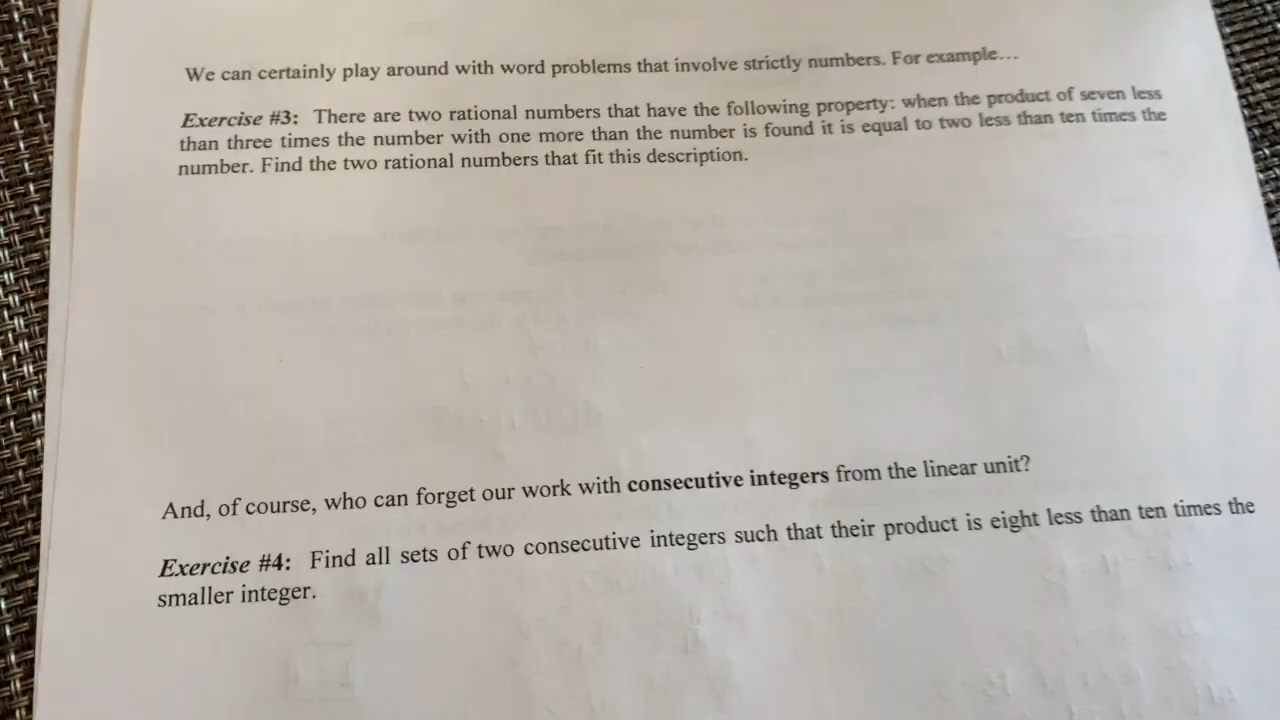 We can certainly play around with word problems that involve strictly numbers. For example…
Exercise #3: There are two rational numbers that have the following property: when the product of seven less
than three times the number with one more than the number is found it is equal to two less than ten times the
number. Find the two rational numbers that fit this description.
And, of course, who can forget our work with consecutive integers from the linear unit?
Exercise #4: Find all sets of two consecutive integers such that their product is eight less than ten times the
smaller integer.